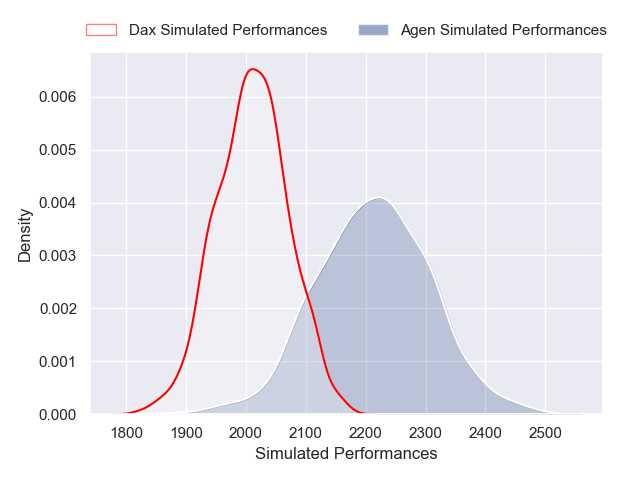 Dax Simulated Performances Agen Simulated Performances
0.006
0.005
0.004
0.003
0.002
0.001
0.000
Density
1800 1900 2000 2100 2200 2300 2400 2500
Simulated Performances